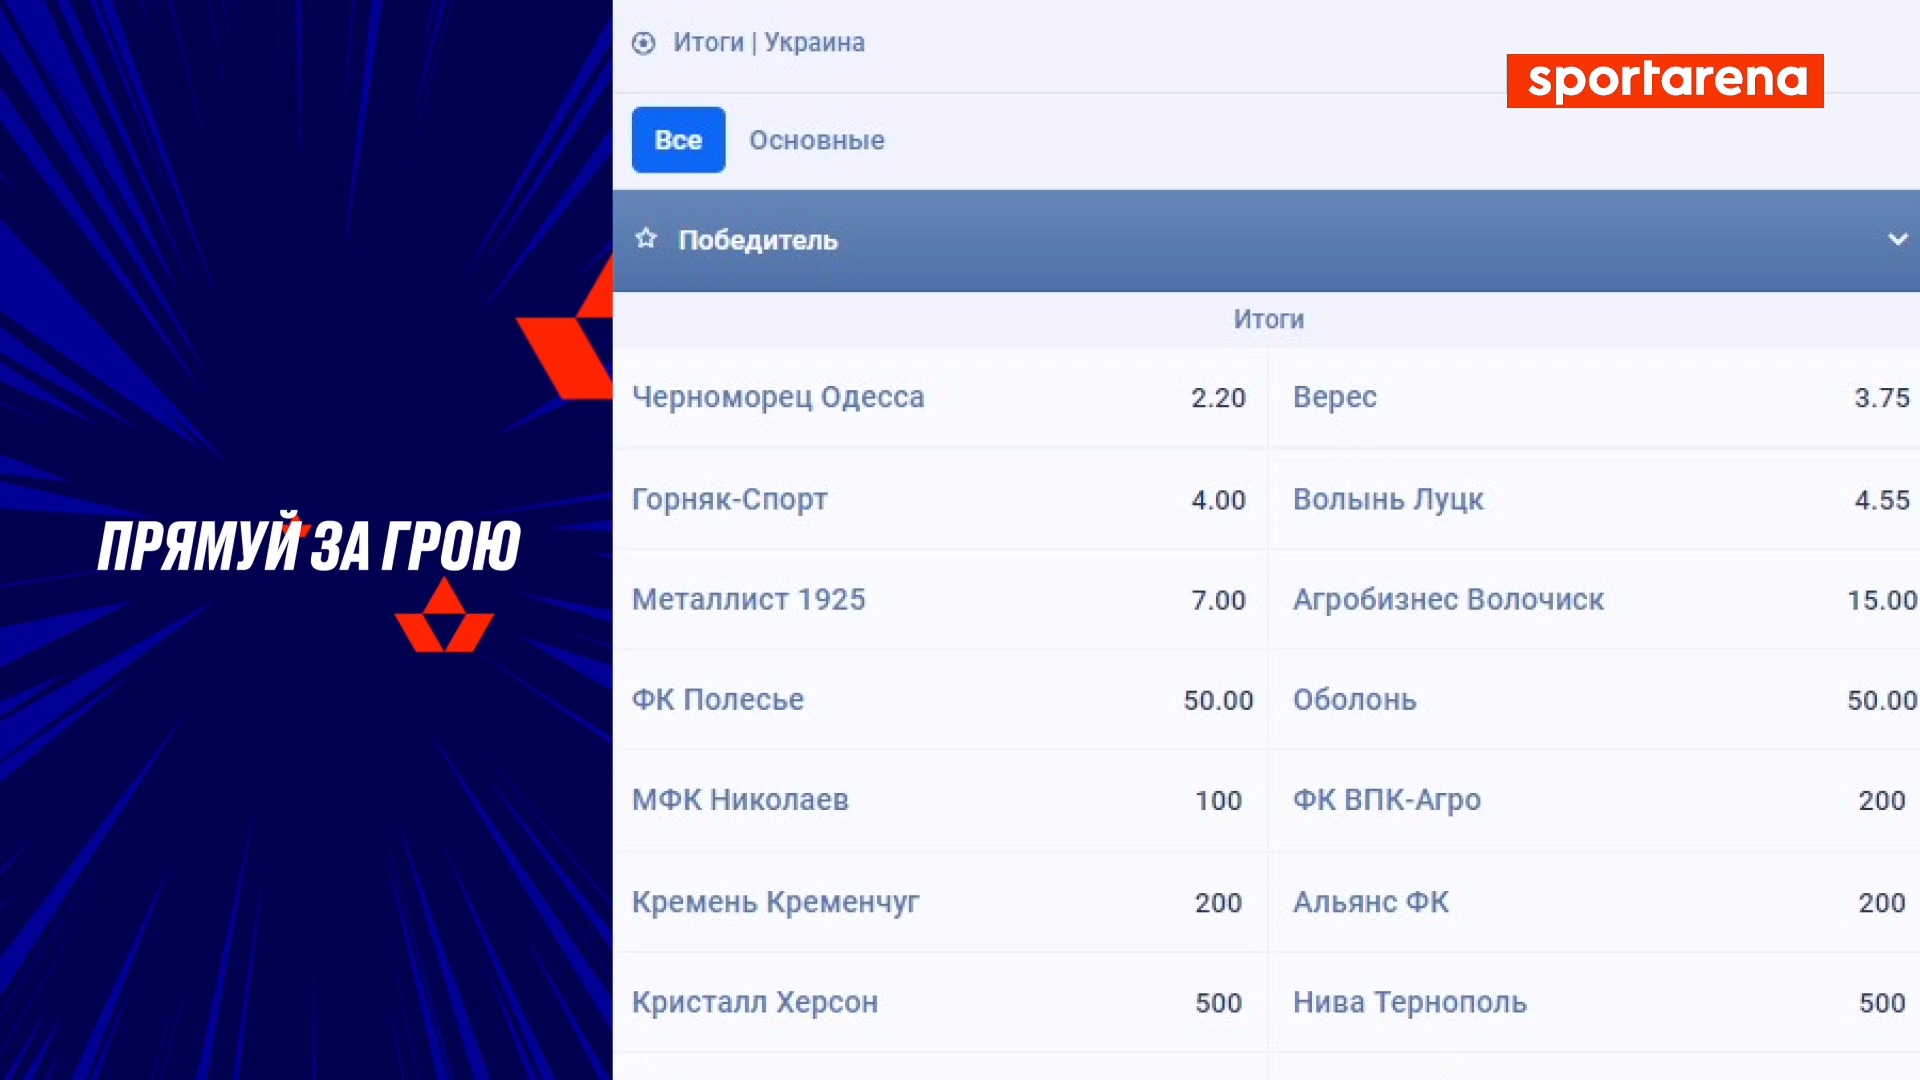 Итоги | Украина
sportarena
Все Основные
Победитель
Итоги
Черноморец Одесса 2.20 Верес 3.75
Горняк-Спорт 4.00 Волынь Луцк 4.55
ПРЯМУЙ ЗА ГРОЮ
Металлист 1925 7.00 Агробизнес Волочиск 15.00
ФК Полесье 50.00 Оболонь 50.00
МФК Николаев 100 ФК ВПК-Агро 200
Кремень Кременчуг 200 Альянс ФК 200
Кристалл Херсон 500 Нива Тернополь 500